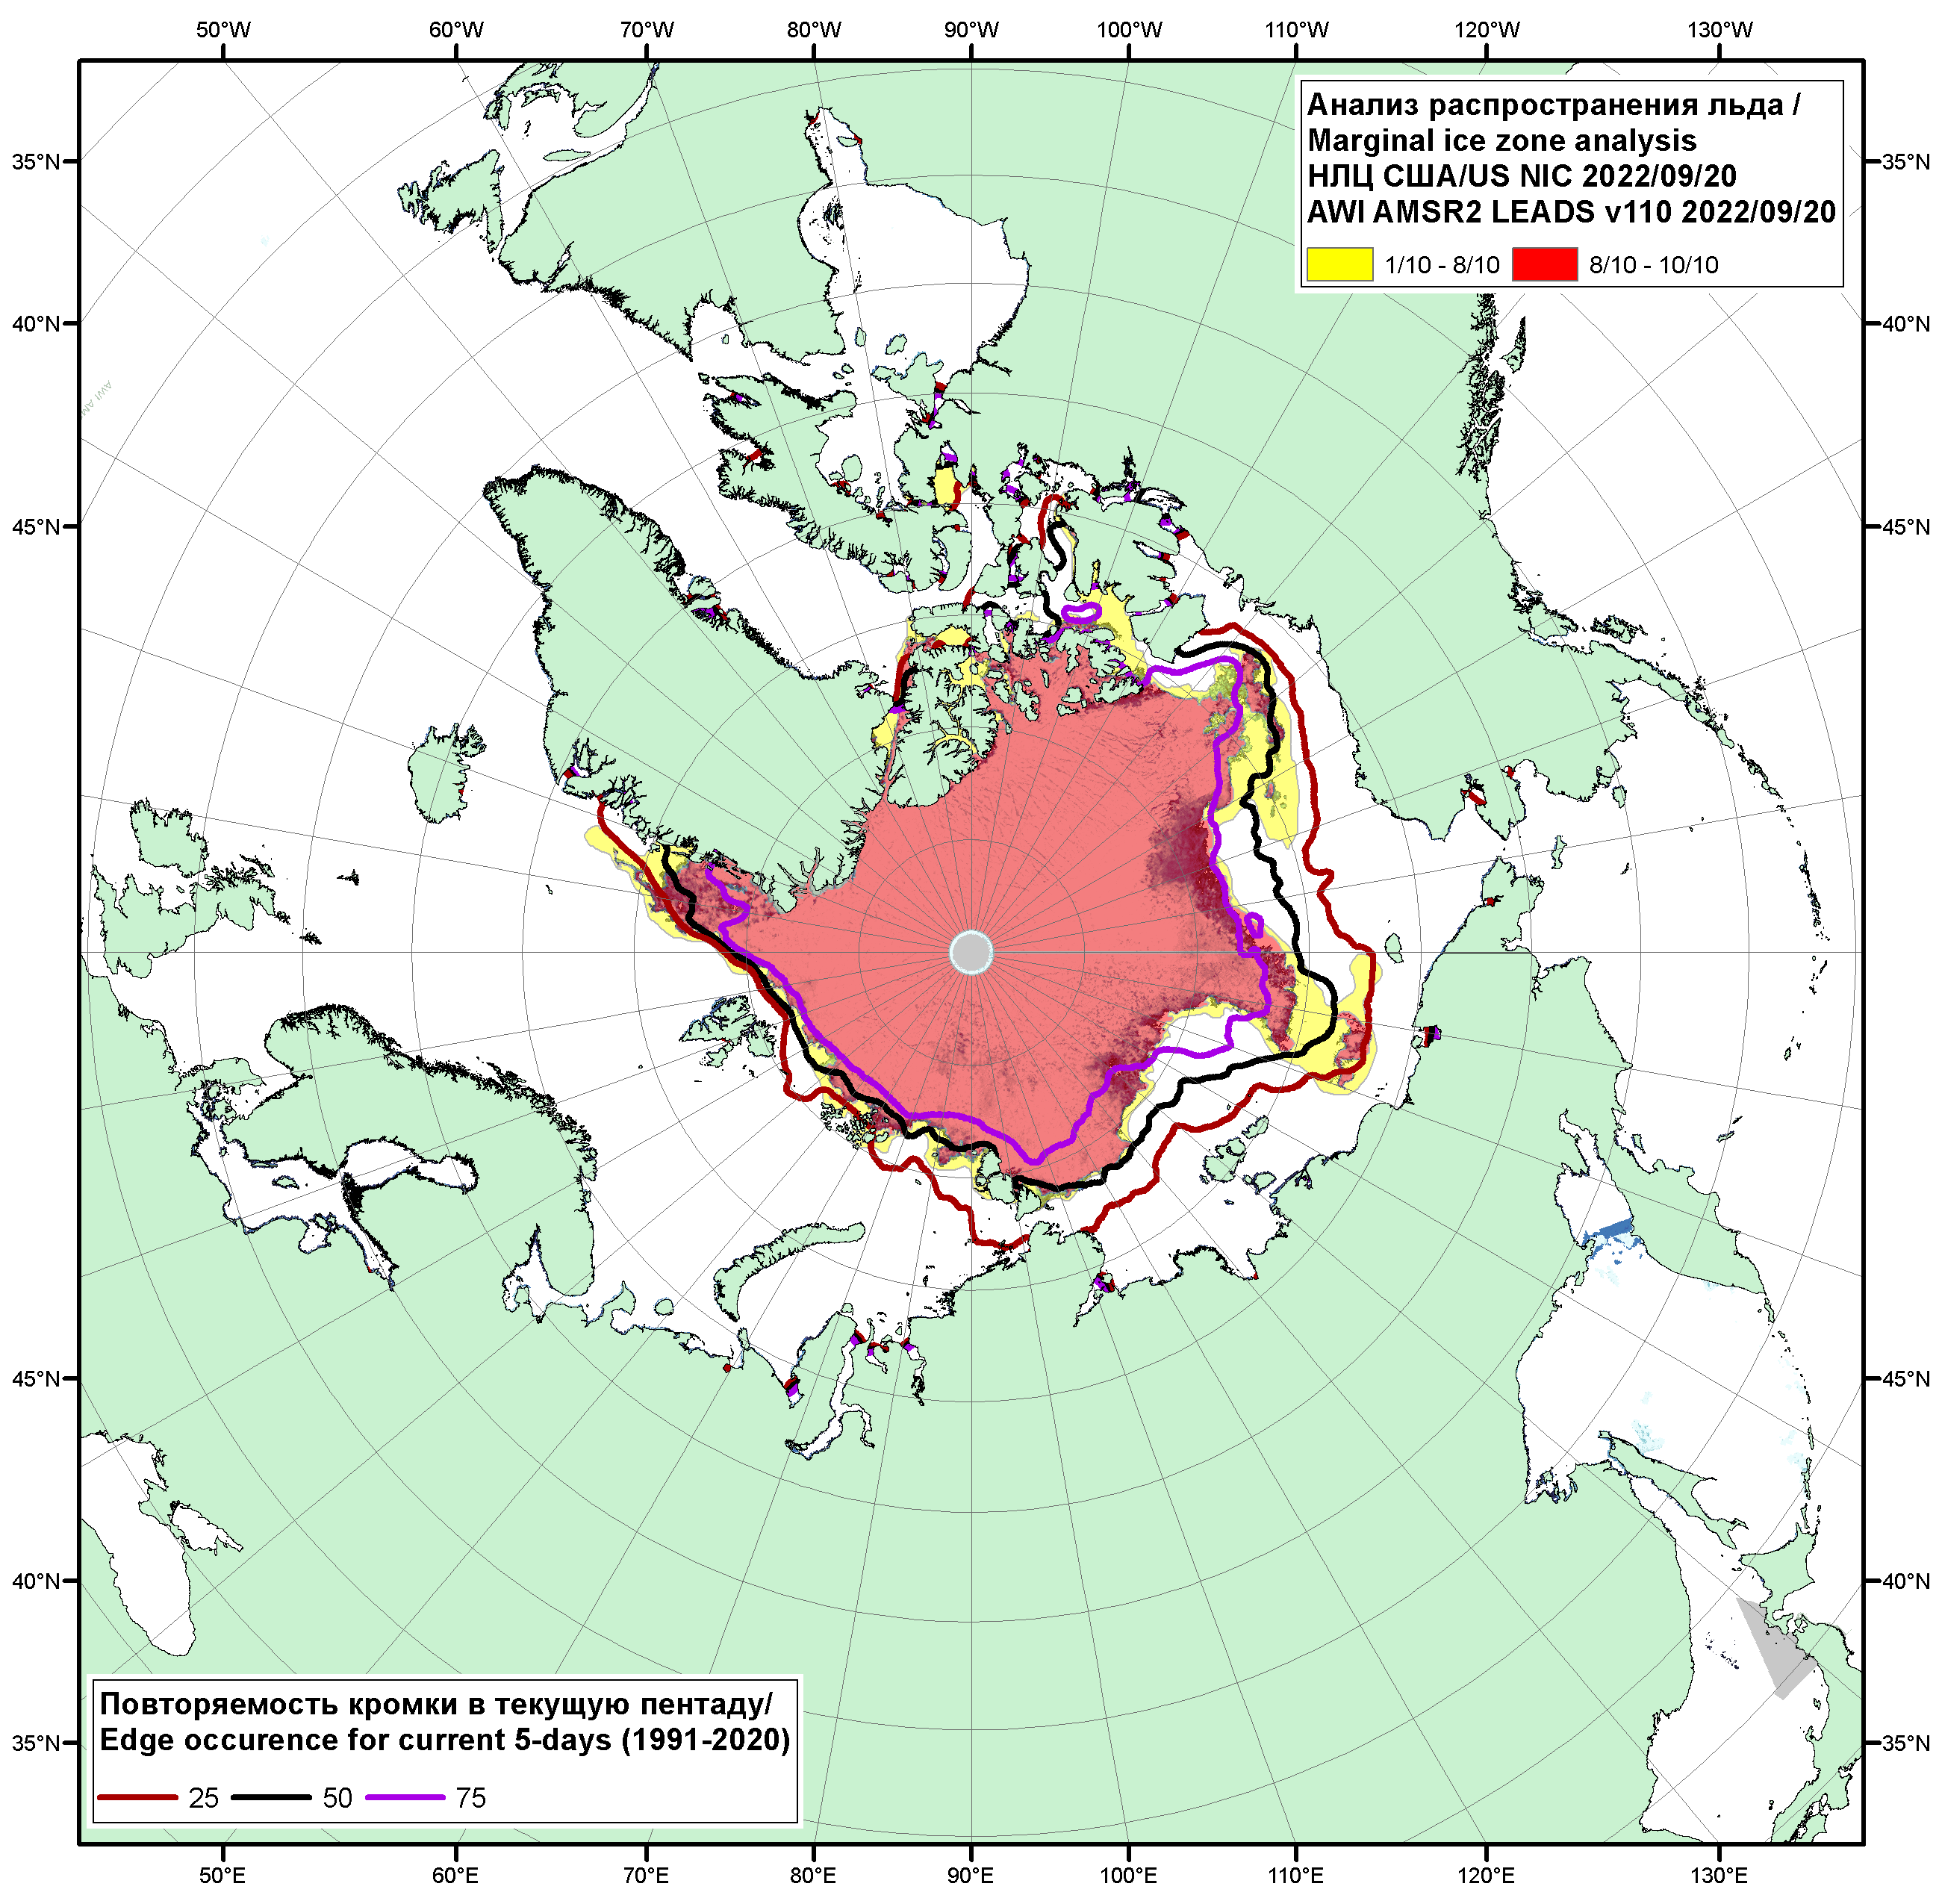 50°W 60°W 70°W 80°W 90°W 100°W 110°W 120°W 130°W
Анализ распространения льда /
Marginal ice zone analysis
НЛЦ США/US NIC 2022/09/20
AWI AMSR2 LEADS v110 2022/09/20
1/10 - 8/10 8/10 - 10/10
35°N 35°N
40°N 40°N
AWI AM
45°N 45°N
45°N 45°N
40°N 40°N
35°N 35°N
Повторяемость кромки в текущую пентаду/
Edge occurence for current 5-days (1991-2020)
25 50 75
50°E 60°E 70°E 80°E 90°E 100°E 110°E 120°E 130°E